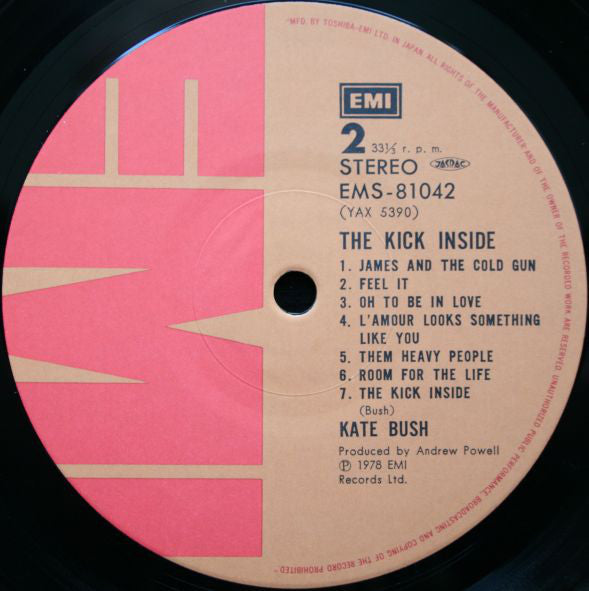 "MFD. BY TOSHIBA-EMI LTD. IN JAPAN ALL RIGHTS OF THE MANUFACTURER AND OF THE OWNER OF THE RECORDED WORK ARE RESERVED UNAUTHORIZED PUBLIC PERFORMANCE BROADCASTING AND COPYING OF THE RECORD PROHIBITED"
EMI
EMI
2 33⅓ r. p. m.
STEREO JASRAC
EMS-81042
(YAX 5390)
THE KICK INSIDE
1. JAMES AND THE COLD GUN
2. FEEL IT
3. OH TO BE IN LOVE
4. L'AMOUR LOOKS SOMETHING
LIKE YOU
5. THEM HEAVY PEOPLE
6. ROOM FOR THE LIFE
7. THE KICK INSIDE
(Bush)
KATE BUSH
Produced by Andrew Powell
℗ 1978 EMI
Records Ltd.